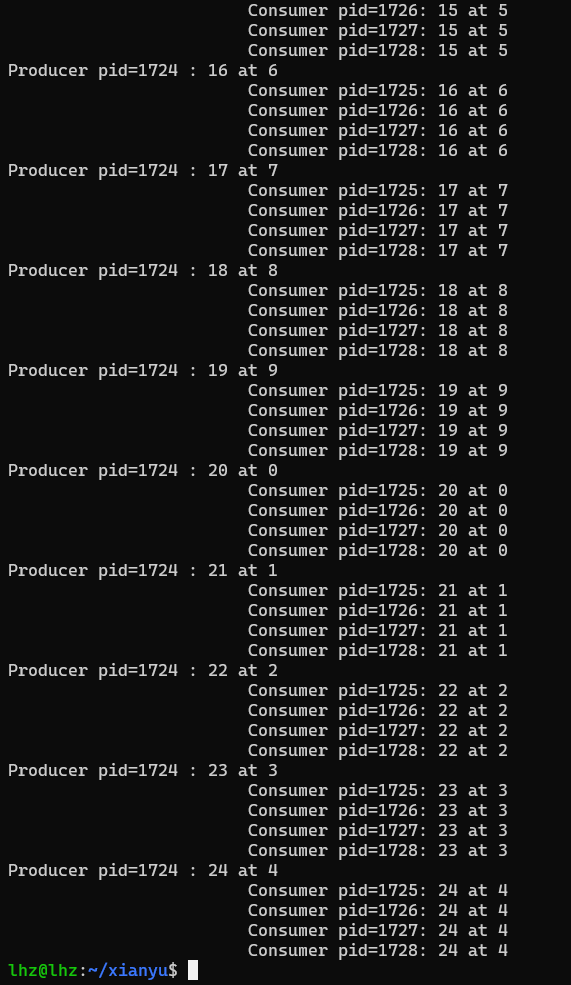 Consumer pid=1726: 15 at 5
Consumer pid=1727: 15 at 5
Consumer pid=1728: 15 at 5
Producer pid=1724 : 16 at 6
Consumer pid=1725: 16 at 6
Consumer pid=1726: 16 at 6
Consumer pid=1727: 16 at 6
Consumer pid=1728: 16 at 6
Producer pid=1724 : 17 at 7
Consumer pid=1725: 17 at 7
Consumer pid=1726: 17 at 7
Consumer pid=1727: 17 at 7
Consumer pid=1728: 17 at 7
Producer pid=1724 : 18 at 8
Consumer pid=1725: 18 at 8
Consumer pid=1726: 18 at 8
Consumer pid=1727: 18 at 8
Consumer pid=1728: 18 at 8
Producer pid=1724 : 19 at 9
Consumer pid=1725: 19 at 9
Consumer pid=1726: 19 at 9
Consumer pid=1727: 19 at 9
Consumer pid=1728: 19 at 9
Producer pid=1724 : 20 at 0
Consumer pid=1725: 20 at 0
Consumer pid=1726: 20 at 0
Consumer pid=1727: 20 at 0
Consumer pid=1728: 20 at 0
Producer pid=1724 : 21 at 1
Consumer pid=1725: 21 at 1
Consumer pid=1726: 21 at 1
Consumer pid=1727: 21 at 1
Consumer pid=1728: 21 at 1
Producer pid=1724 : 22 at 2
Consumer pid=1725: 22 at 2
Consumer pid=1726: 22 at 2
Consumer pid=1727: 22 at 2
Consumer pid=1728: 22 at 2
Producer pid=1724 : 23 at 3
Consumer pid=1725: 23 at 3
Consumer pid=1726: 23 at 3
Consumer pid=1727: 23 at 3
Consumer pid=1728: 23 at 3
Producer pid=1724 : 24 at 4
Consumer pid=1725: 24 at 4
Consumer pid=1726: 24 at 4
Consumer pid=1727: 24 at 4
Consumer pid=1728: 24 at 4
lhz@lhz:~/xianyu$